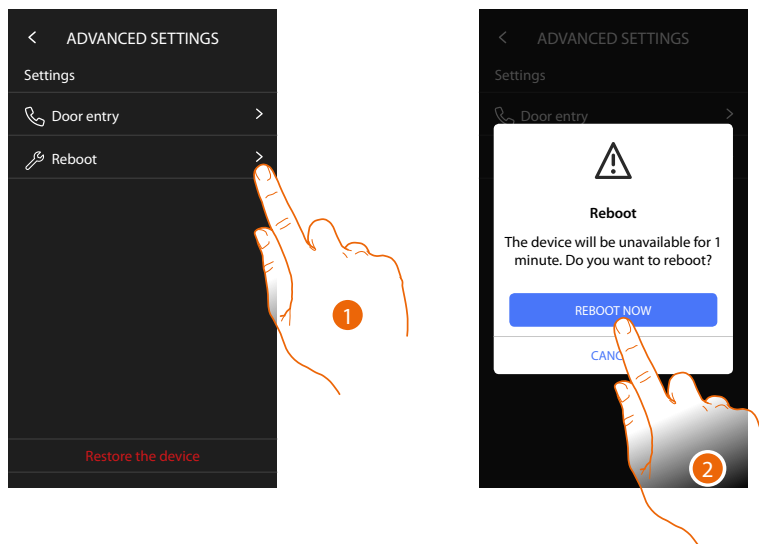 ADVANCED SETTINGS
Settings
Door entry
Reboot
Restore the device
1
ADVANCED SETTINGS
Settings
Door entry
Reboot
The device will be unavailable for 1
minute. Do you want to reboot?
REBOOT NOW
2